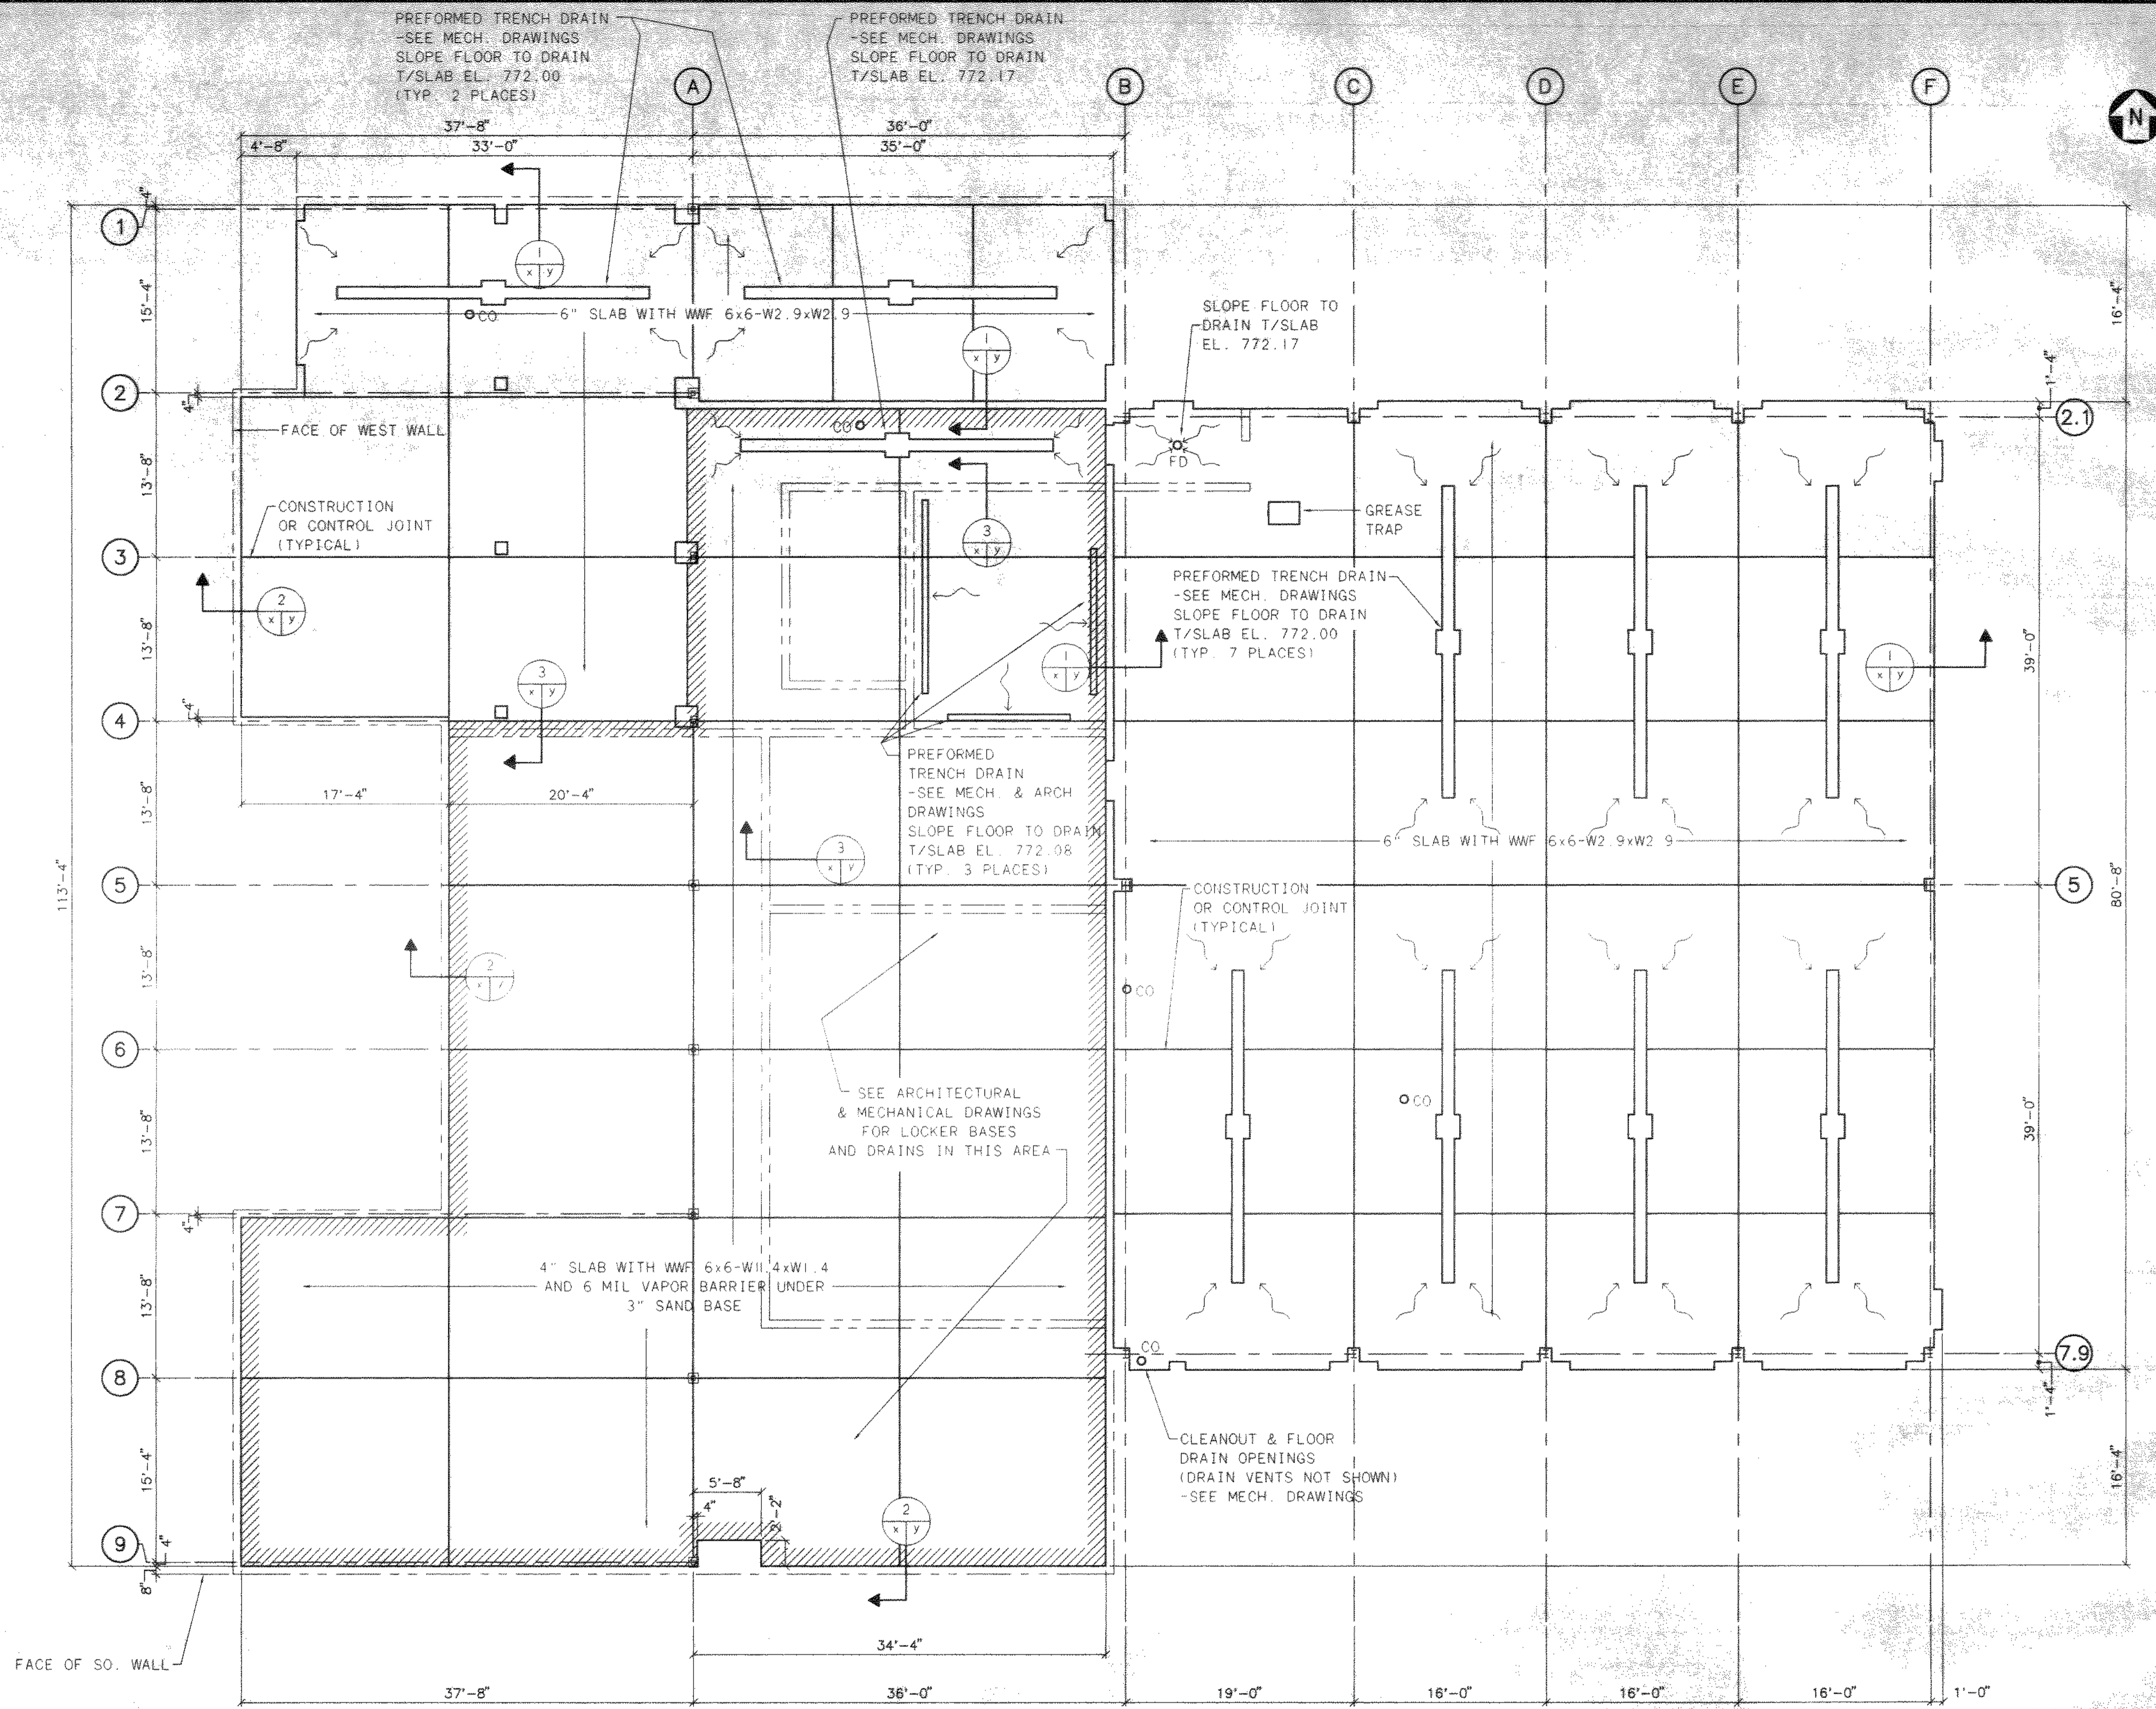 PREFORMED TRENCH DRAIN
-SEE MECH. DRAWINGS
SLOPE FLOOR TO DRAIN
T/SLAB EL. 772.00
(TYP. 2 PLACES)
PREFORMED TRENCH DRAIN
-SEE MECH. DRAWINGS
SLOPE FLOOR TO DRAIN
T/SLAB EL. 772.17
A
B
C
D
E
F
N
37'-8"
36'-0"
4'-8"
33'-0"
35'-0"
4"
1
1
x y
15'-4"
16'-4"
CO
6" SLAB WITH WWF 6x6-W2.9xW2.9
SLOPE FLOOR TO
DRAIN T/SLAB
EL. 772.17
1
x y
1'-4"
2
4"
2.1
FACE OF WEST WALL
CO
FD
13'-8"
CONSTRUCTION
OR CONTROL JOINT
(TYPICAL)
GREASE
TRAP
3
x y
3
PREFORMED TRENCH DRAIN
-SEE MECH. DRAWINGS
SLOPE FLOOR TO DRAIN
T/SLAB EL. 772.00
(TYP. 7 PLACES)
2
x y
13'-8"
39'-0"
1
x y
1
x y
3
x y
4"
4
PREFORMED
TRENCH DRAIN
-SEE MECH. & ARCH
DRAWINGS
SLOPE FLOOR TO DRAIN
T/SLAB EL. 772.08
(TYP. 3 PLACES)
17'-4"
20'-4"
13'-8"
6" SLAB WITH WWF 6x6-W2.9xW2 9
3
x y
113'-4"
5
5
80'-8"
CONSTRUCTION
OR CONTROL JOINT
(TYPICAL)
13'-8"
2
x y
CO
6
SEE ARCHITECTURAL
& MECHANICAL DRAWINGS
FOR LOCKER BASES
AND DRAINS IN THIS AREA
CO
13'-8"
39'-0"
7
4"
4" SLAB WITH WWF 6x6-W1.4xW1.4
AND 6 MIL VAPOR BARRIER UNDER
3" SAND BASE
13'-8"
CO
7.9
8
1'-4"
CLEANOUT & FLOOR
DRAIN OPENINGS
(DRAIN VENTS NOT SHOWN)
-SEE MECH. DRAWINGS
15'-4"
16'-4"
5'-8"
4"
2'-2"
2
x y
9
4"
8"
FACE OF SO. WALL
34'-4"
37'-8"
36'-0"
19'-0"
16'-0"
16'-0"
16'-0"
1'-0"